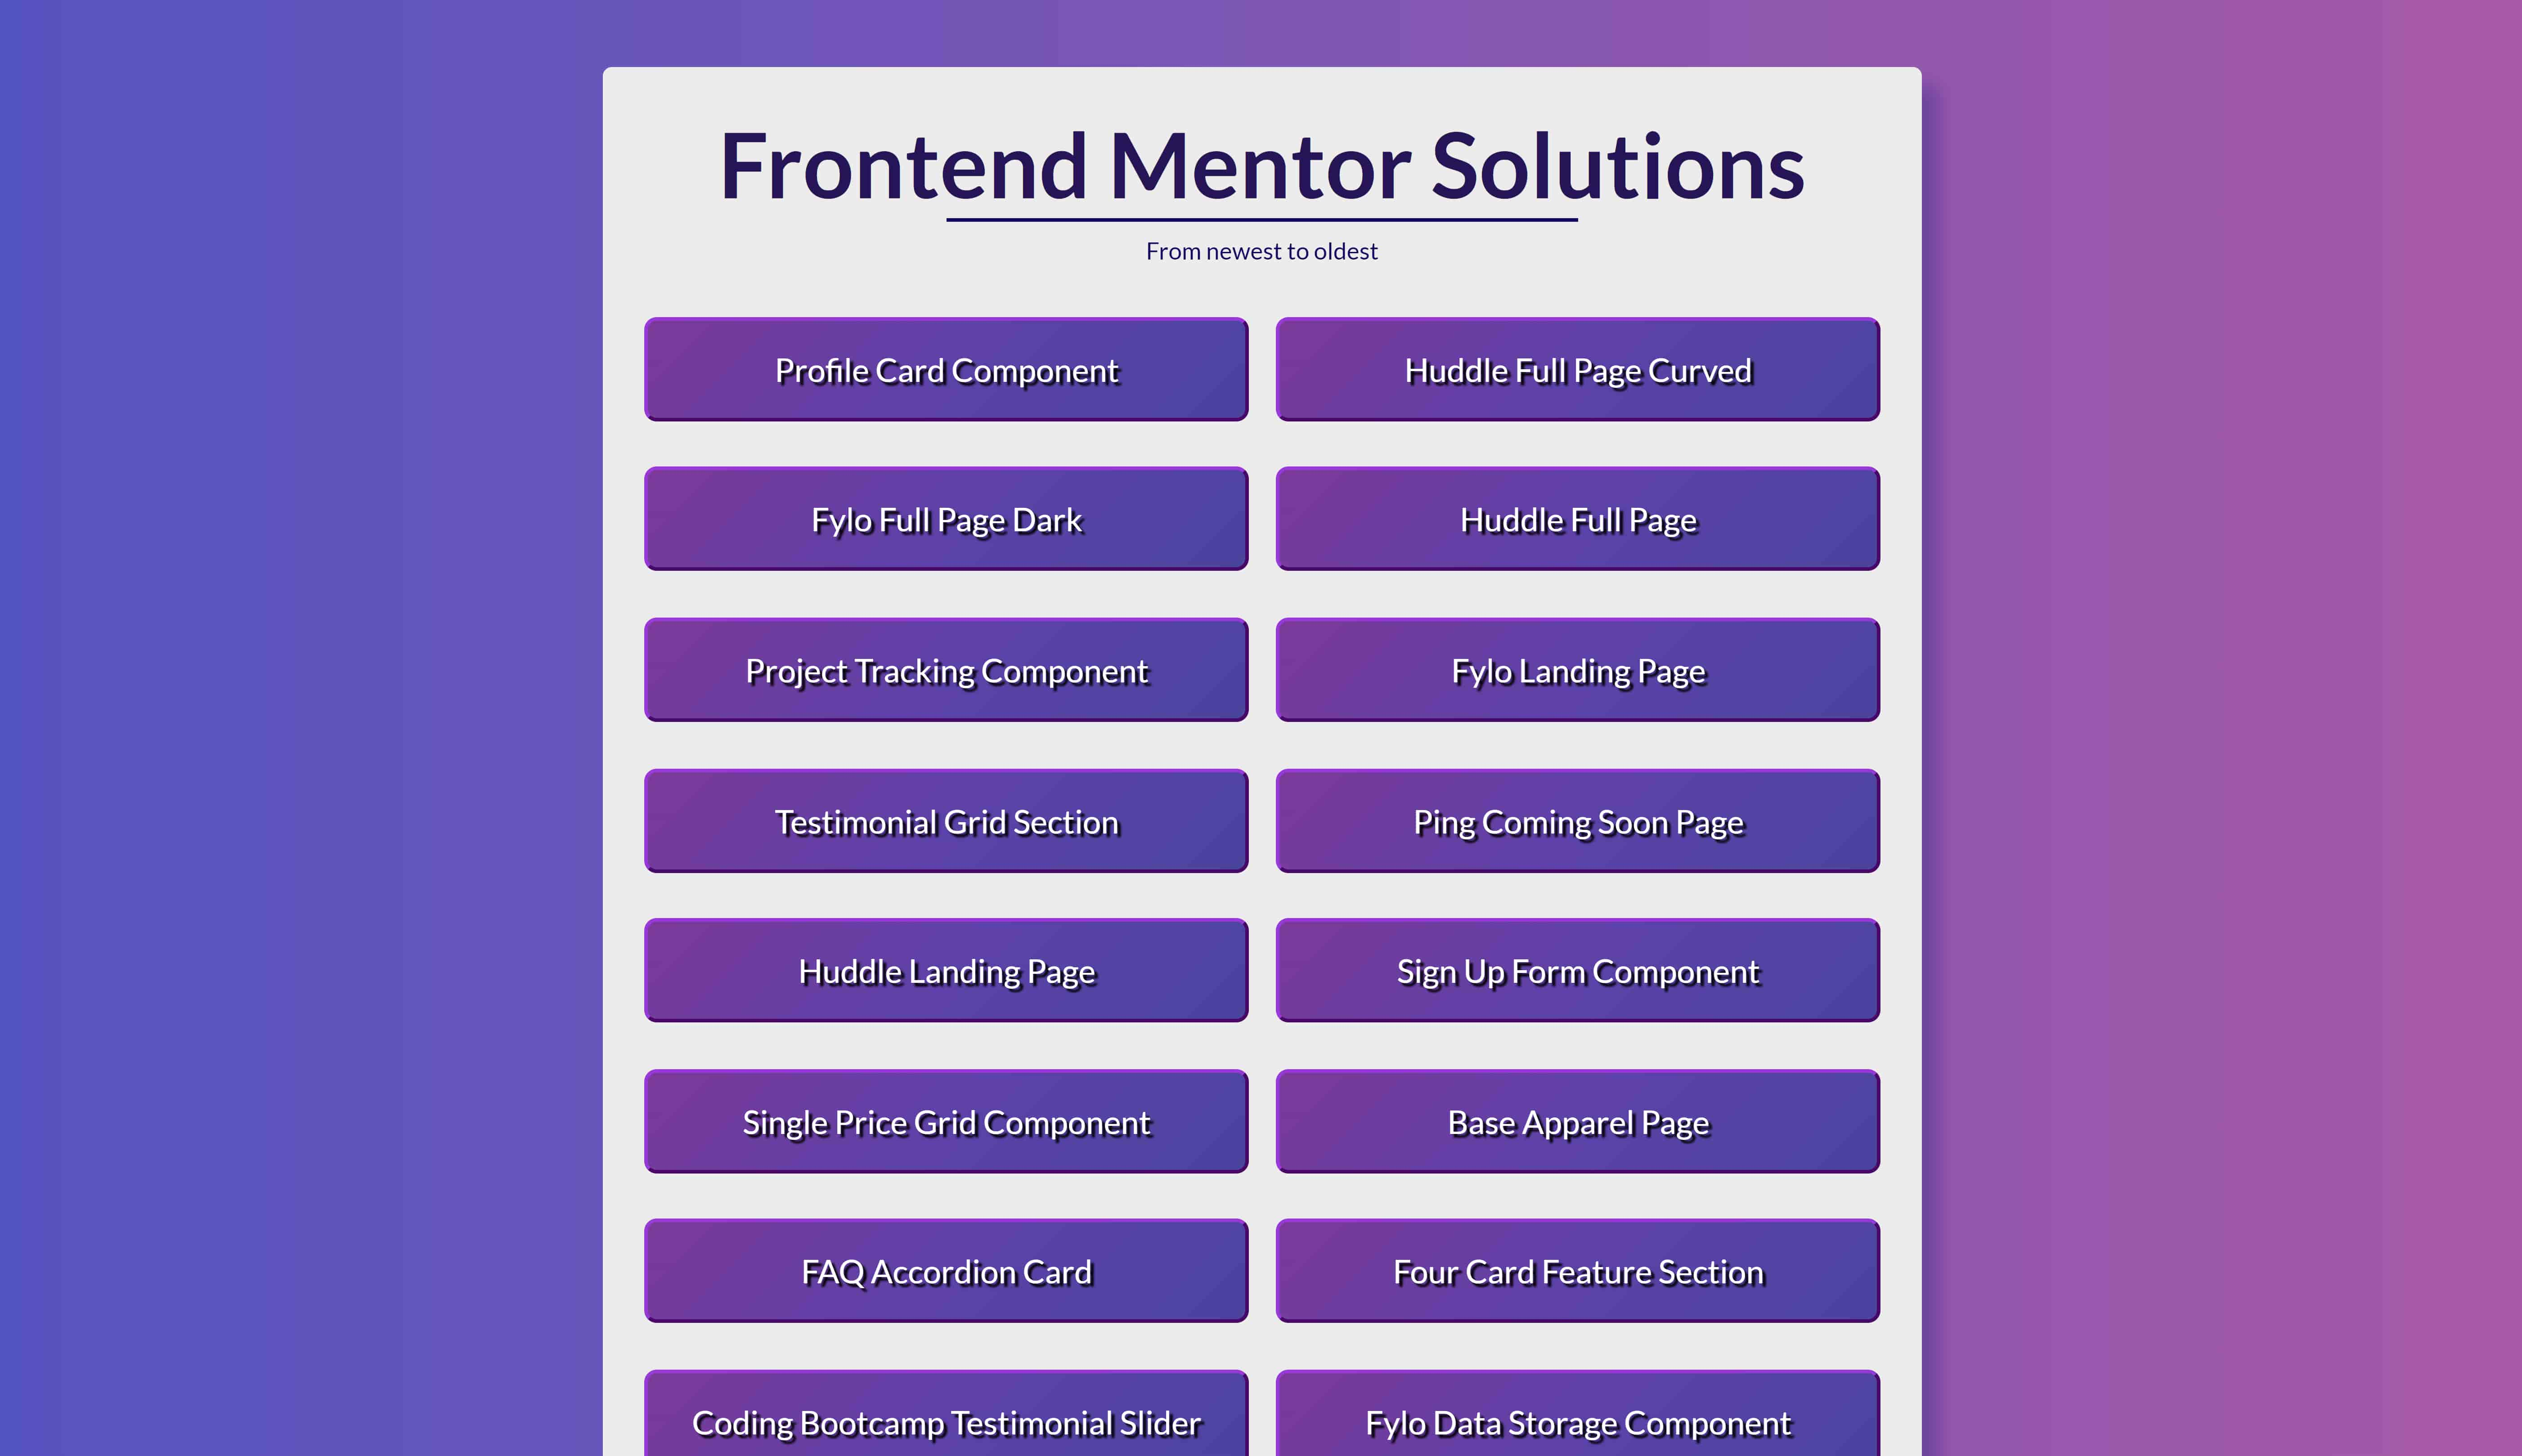 Frontend Mentor Solutions
From newest to oldest
Profile Card Component
Huddle Full Page Curved
Fylo Full Page Dark
Huddle Full Page
Project Tracking Component
Fylo Landing Page
Testimonial Grid Section
Ping Coming Soon Page
Huddle Landing Page
Sign Up Form Component
Single Price Grid Component
Base Apparel Page
FAQ Accordion Card
Four Card Feature Section
Coding Bootcamp Testimonial Slider
Fylo Data Storage Component